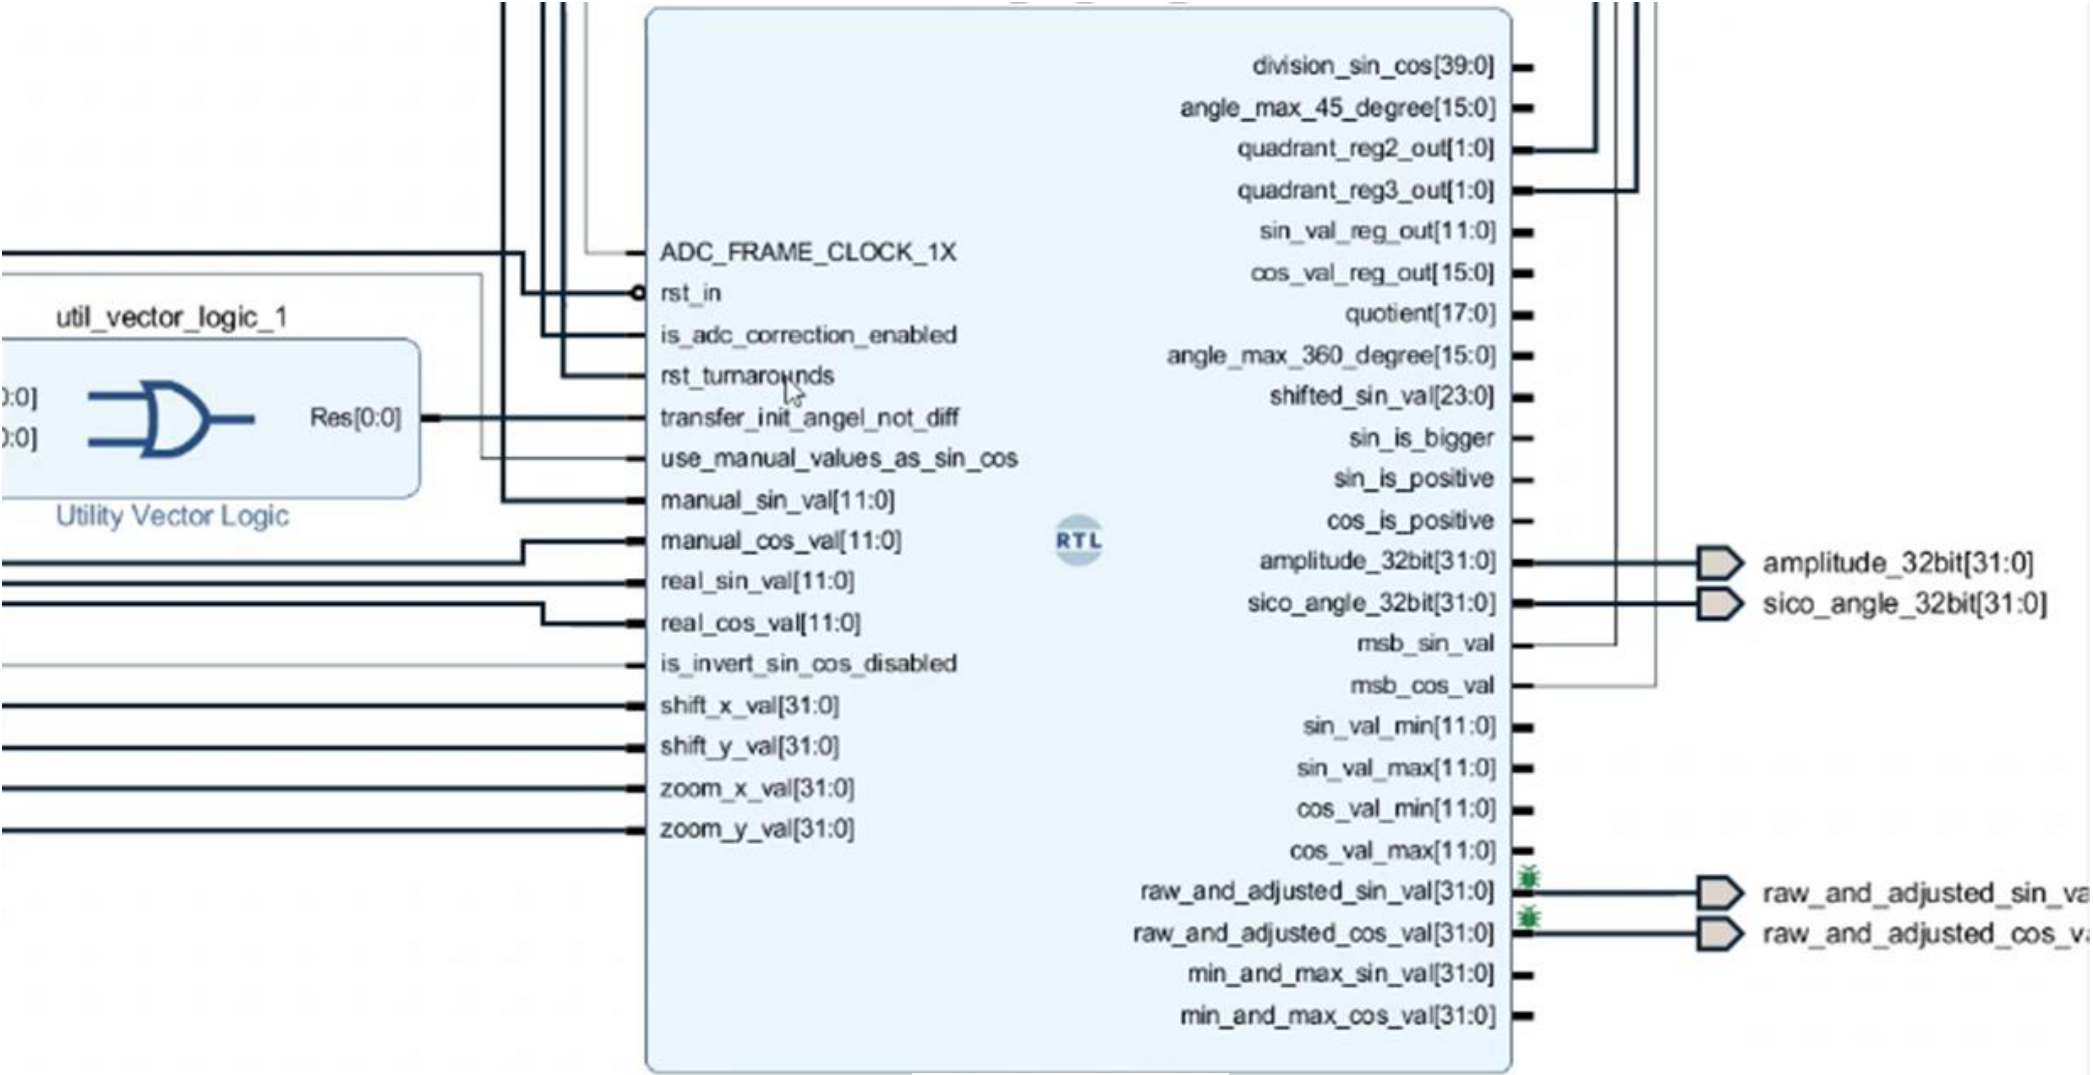 division_sin_cos[39:0]
angle_max_45_degree[15:0]
quadrant_reg2_out[1:0]
quadrant_reg3_out[1:0]
sin_val_reg_out[11:0]
cos_val_reg_out[15:0]
quotient[17:0]
angle_max_360_degree[15:0]
shifted_sin_val[23:0]
sin_is_bigger
sin_is_positive
cos_is_positive
amplitude_32bit[31:0]
sico_angle_32bit[31:0]
msb_sin_val
msb_cos_val
sin_val_min[11:0]
sin_val_max[11:0]
cos_val_min[11:0]
cos_val_max[11:0]
raw_and_adjusted_sin_val[31:0]
raw_and_adjusted_cos_val[31:0]
min_and_max_sin_val[31:0]
min_and_max_cos_val[31:0]
ADC_FRAME_CLOCK_1X
rst_in
is_adc_correction_enabled
rst_turnarounds
transfer_init_angel_not_diff
use_manual_values_as_sin_cos
manual_sin_val[11:0]
manual_cos_val[11:0]
real_sin_val[11:0]
real_cos_val[11:0]
is_invert_sin_cos_disabled
shift_x_val[31:0]
shift_y_val[31:0]
zoom_x_val[31:0]
zoom_y_val[31:0]
RTL
util_vector_logic_1
0:0]
0:0]
Res[0:0]
Utility Vector Logic
amplitude_32bit[31:0]
sico_angle_32bit[31:0]
raw_and_adjusted_sin_va
raw_and_adjusted_cos_v